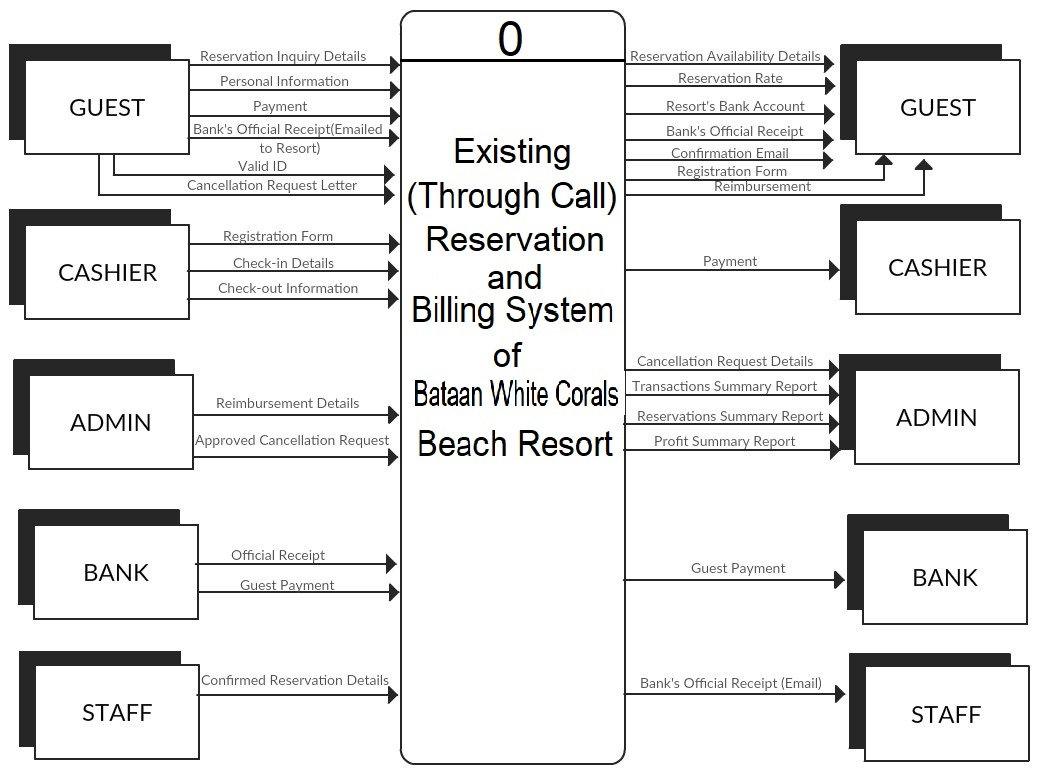 0
Existing
(Through Call)
Reservation
and
Billing System
of
Bataan White Corals
Beach Resort
GUEST
Reservation Inquiry Details
Personal Information
Payment
Bank's Official Receipt(Emailed
to Resort)
Valid ID
Cancellation Request Letter
CASHIER
Registration Form
Check-in Details
Check-out Information
ADMIN
Reimbursement Details
Approved Cancellation Request
BANK
Official Receipt
Guest Payment
STAFF
Confirmed Reservation Details
Reservation Availability Details
Reservation Rate
Resort's Bank Account
Bank's Official Receipt
Confirmation Email
Registration Form
Reimbursement
GUEST
Payment
CASHIER
Cancellation Request Details
Transactions Summary Report
Reservations Summary Report
Profit Summary Report
ADMIN
Guest Payment
BANK
Bank's Official Receipt (Email)
STAFF